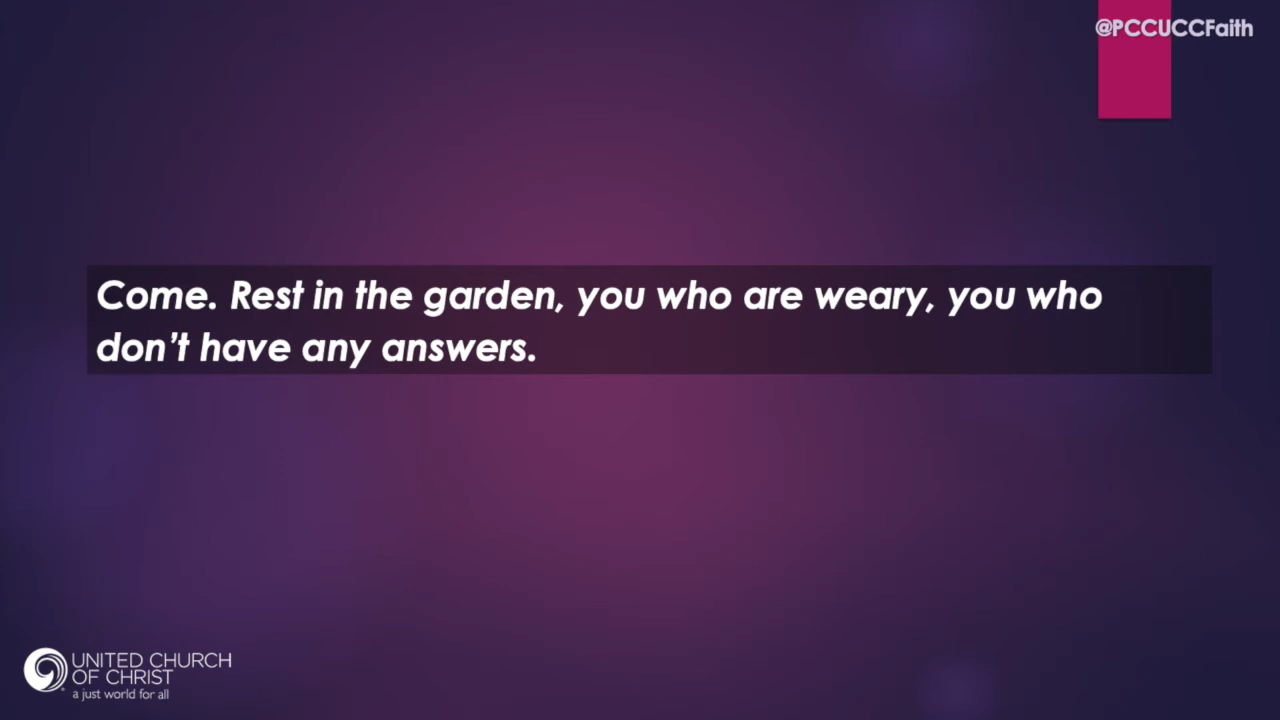 @PCCUCCFaith
Come. Rest in the garden, you who are weary, you who
don’t have any answers.
UNITED CHURCH
OF CHRIST
a just world for all